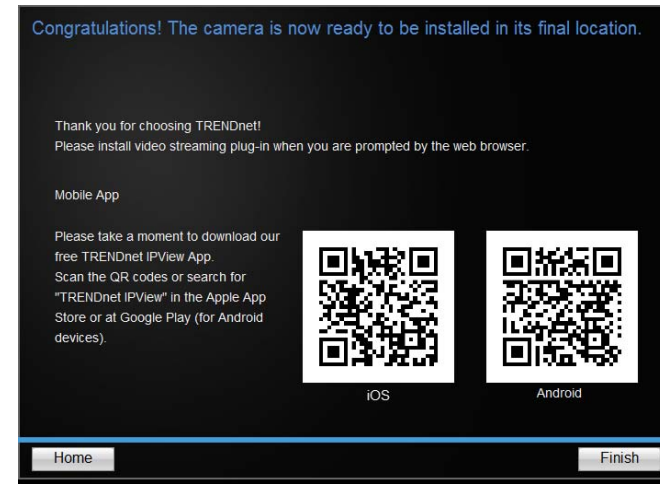 Congratulations! The camera is now ready to be installed in its final location.
Thank you for choosing TRENDnet!
Please install video streaming plug-in when you are prompted by the web browser.
Mobile App
Please take a moment to download our
free TRENDnet IPView App.
Scan the QR codes or search for
"TRENDnet IPView" in the Apple App
Store or at Google Play (for Android
devices).
iOS
Android
Home
Finish